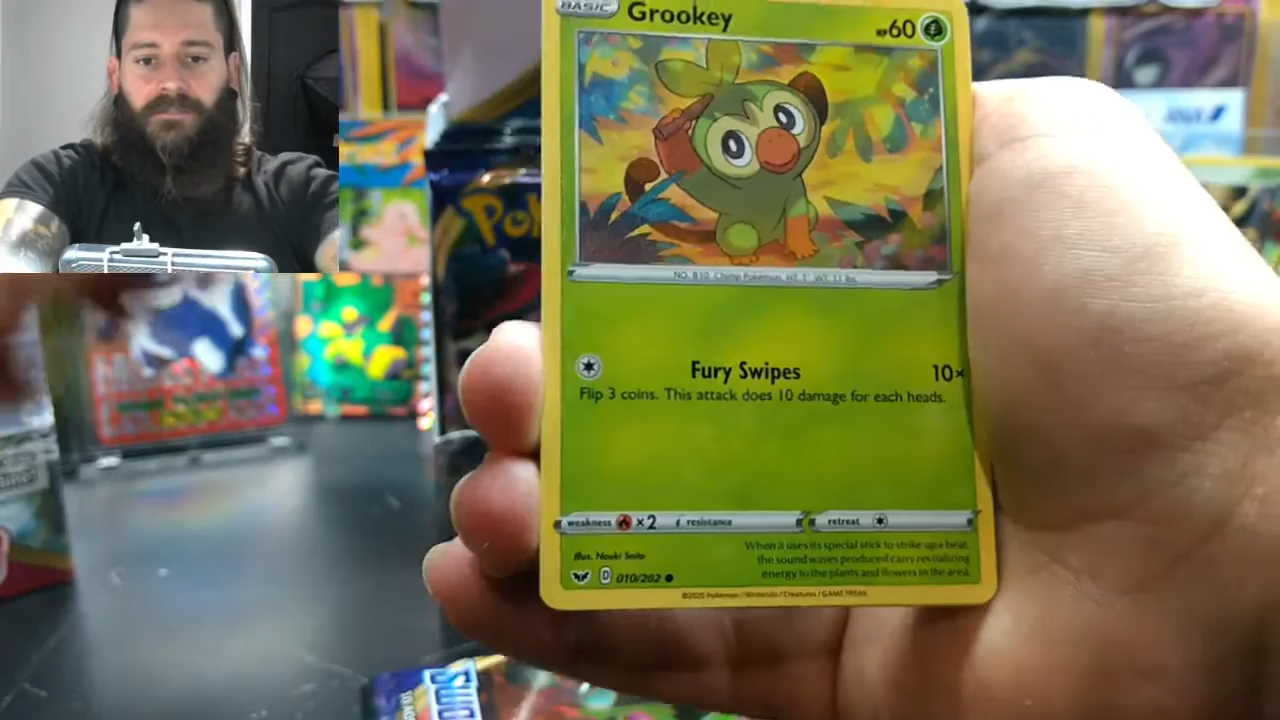 BASIC
Grookey
HP 60
Pok
NO. 810 Chimp Pokémon HT: 1' WT: 11 lbs.
Fury Swipes 10×
Flip 3 coins. This attack does 10 damage for each heads.
weakness ×2 resistance retreat
Illus. Naoki Saito
When it uses its special stick to strike up a beat,
the sound waves produced carry revitalizing
energy to the plants and flowers in the area.
D 010/202
©2020 Pokémon / Nintendo / Creatures / GAME FREAK